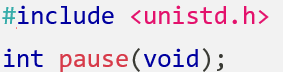 #include <unistd.h>
int pause(void);